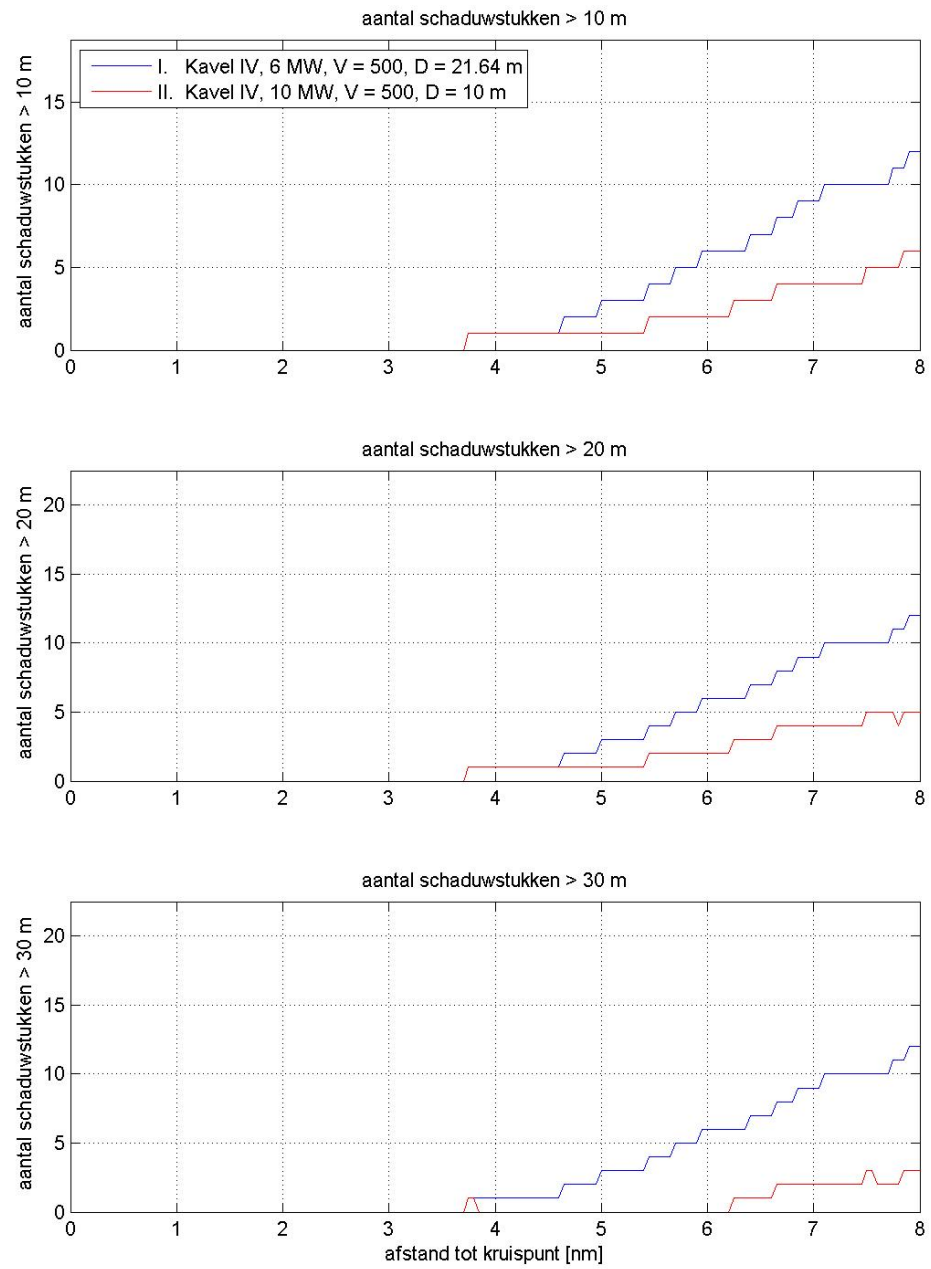 aantal schaduwstukken > 10 m
I. Kavel IV, 6 MW, V = 500, D = 21.64 m
II. Kavel IV, 10 MW, V = 500, D = 10 m
aantal schaduwstukken > 10 m
15
10
5
0
0 1 2 3 4 5 6 7 8
aantal schaduwstukken > 20 m
aantal schaduwstukken > 20 m
20
15
10
5
0
0 1 2 3 4 5 6 7 8
aantal schaduwstukken > 30 m
aantal schaduwstukken > 30 m
20
15
10
5
0
0 1 2 3 4 5 6 7 8
afstand tot kruispunt [nm]